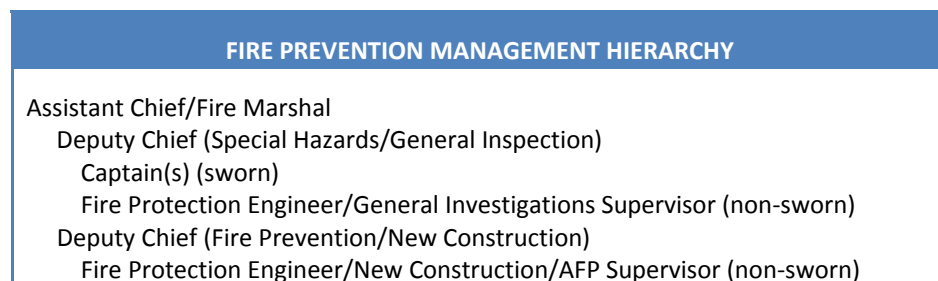 FIRE PREVENTION MANAGEMENT HIERARCHY
Assistant Chief/Fire Marshal
Deputy Chief (Special Hazards/General Inspection)
Captain(s) (sworn)
Fire Protection Engineer/General Investigations Supervisor (non-sworn)
Deputy Chief (Fire Prevention/New Construction)
Fire Protection Engineer/New Construction/AFP Supervisor (non-sworn)